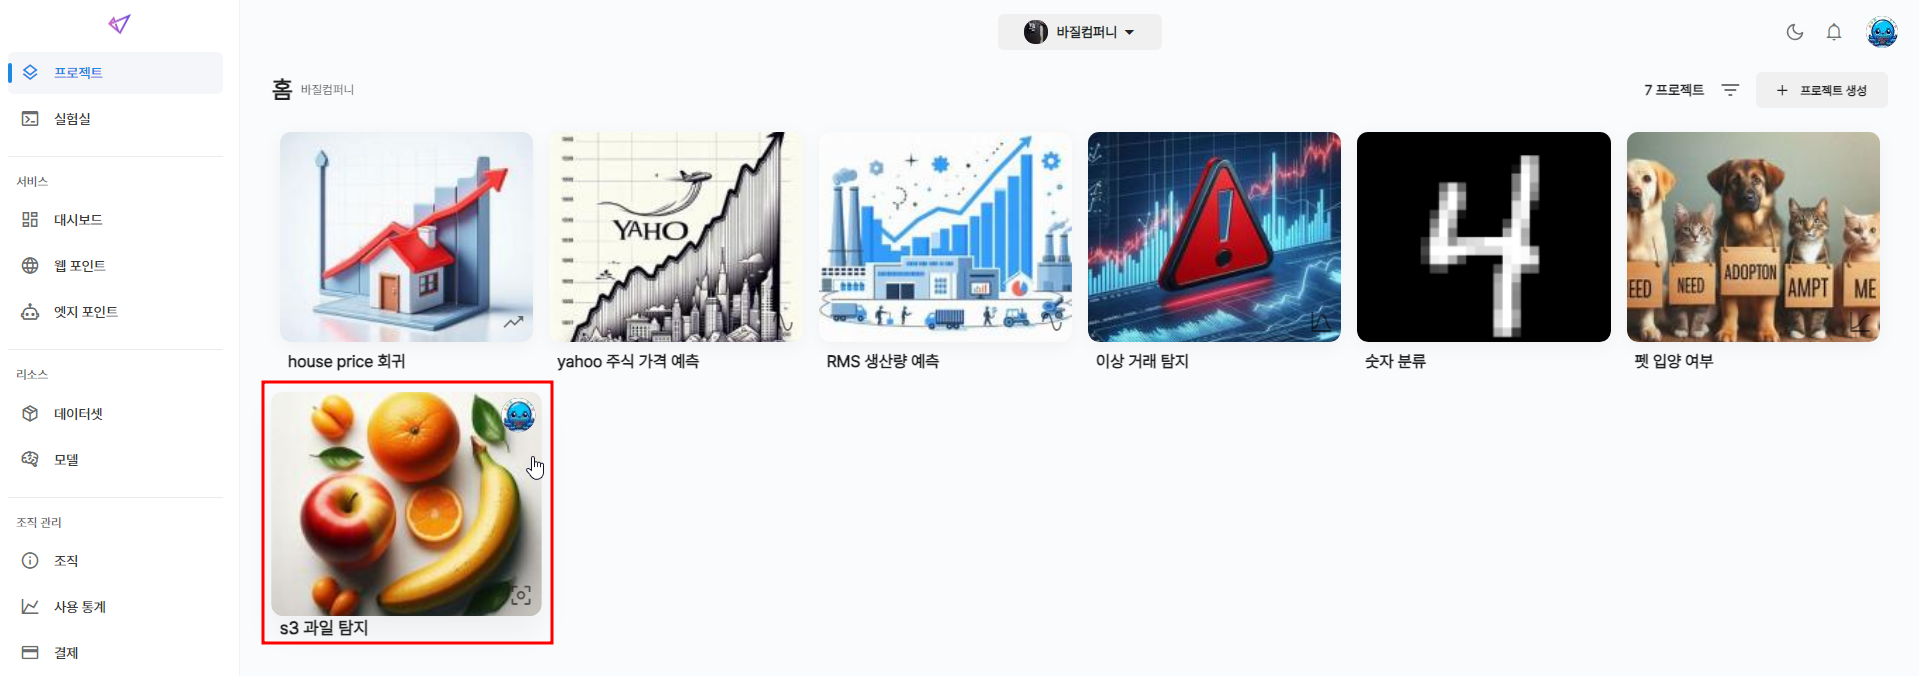 바질컴퍼니
프로젝트
실험실
서비스
대시보드
웹 포인트
엣지 포인트
리소스
데이터셋
모델
조직 관리
조직
사용 통계
결제
홈 바질컴퍼니
7 프로젝트
+ 프로젝트 생성
YAHO
4
EED
NEED
ADOPTON
AMPT
ME
house price 회귀
yahoo 주식 가격 예측
RMS 생산량 예측
이상 거래 탐지
숫자 분류
펫 입양 여부
s3 과일 탐지